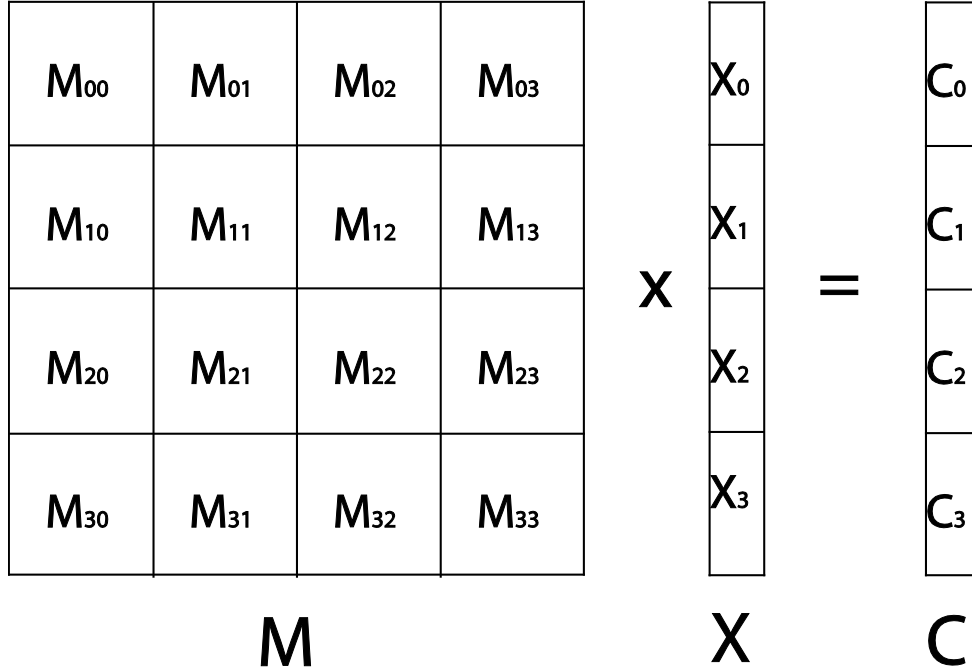 M00 M01 M02 M03 X0 C0
M10 M11 M12 M13 X1 C1
x =
M20 M21 M22 M23 X2 C2
M30 M31 M32 M33 X3 C3
M X C